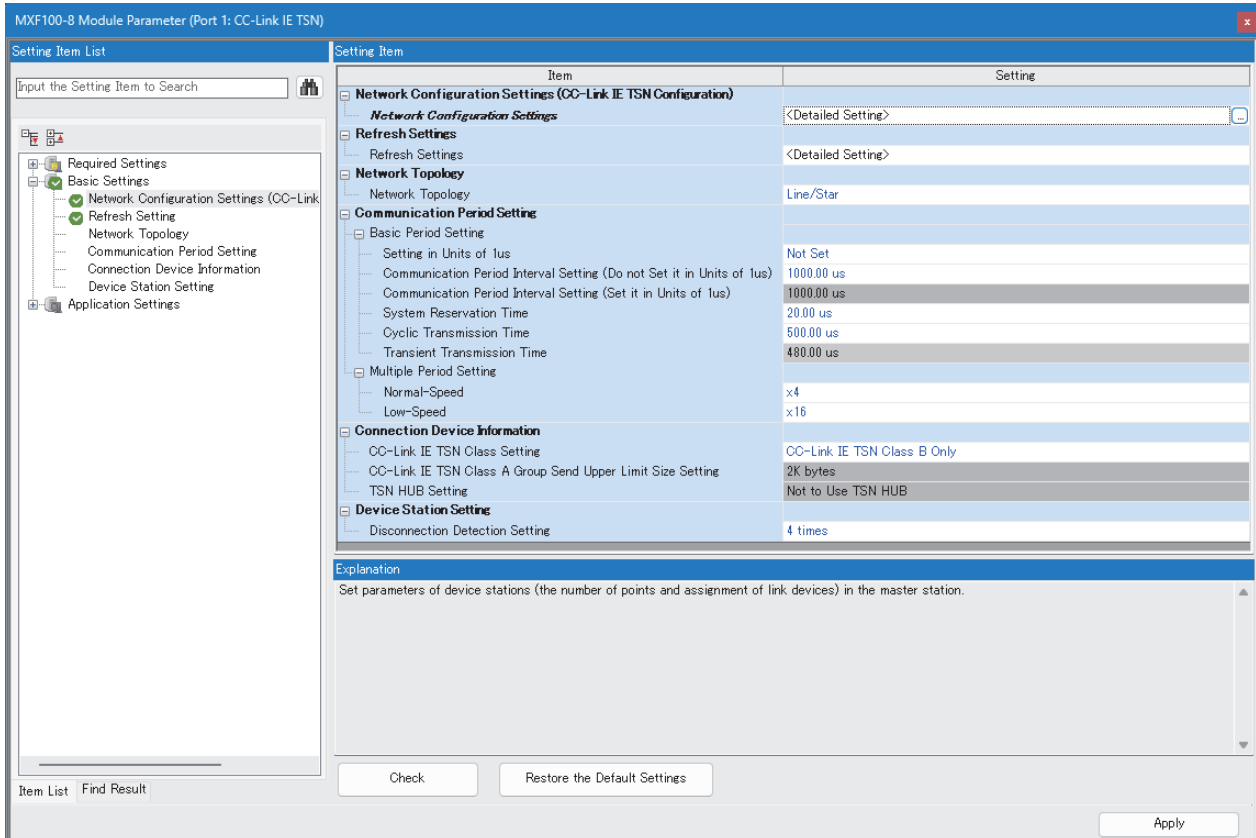 MXF100-8 Module Parameter (Port 1: CC-Link IE TSN)
x
Setting Item List
Input the Setting Item to Search
Required Settings
Basic Settings
Network Configuration Settings (CC-Link
Refresh Setting
Network Topology
Communication Period Setting
Connection Device Information
Device Station Setting
Application Settings
Item List
Find Result
Setting Item
Item Setting
Network Configuration Settings (CC-Link IE TSN Configuration)
Network Configuration Settings <Detailed Setting> ...
Refresh Settings
Refresh Settings <Detailed Setting>
Network Topology
Network Topology Line/Star
Communication Period Setting
Basic Period Setting
Setting in Units of 1us Not Set
Communication Period Interval Setting (Do not Set it in Units of 1us) 1000.00 us
Communication Period Interval Setting (Set it in Units of 1us) 1000.00 us
System Reservation Time 20.00 us
Cyclic Transmission Time 500.00 us
Transient Transmission Time 480.00 us
Multiple Period Setting
Normal-Speed x4
Low-Speed x16
Connection Device Information
CC-Link IE TSN Class Setting CC-Link IE TSN Class B Only
CC-Link IE TSN Class A Group Send Upper Limit Size Setting 2K bytes
TSN HUB Setting Not to Use TSN HUB
Device Station Setting
Disconnection Detection Setting 4 times
Explanation
Set parameters of device stations (the number of points and assignment of link devices) in the master station.
Check
Restore the Default Settings
Apply